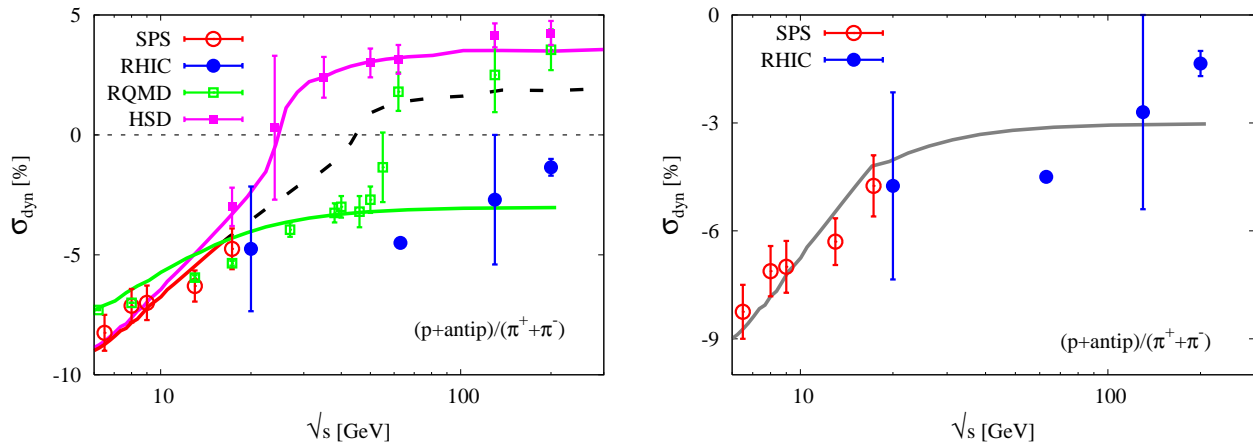 5
0
-5
-10
σdyn [%]
SPS
RHIC
RQMD
HSD
(p+antip)/(π⁺+π⁻)
10
100
√s [GeV]
0
-3
-6
-9
σdyn [%]
SPS
RHIC
(p+antip)/(π⁺+π⁻)
10
100
√s [GeV]